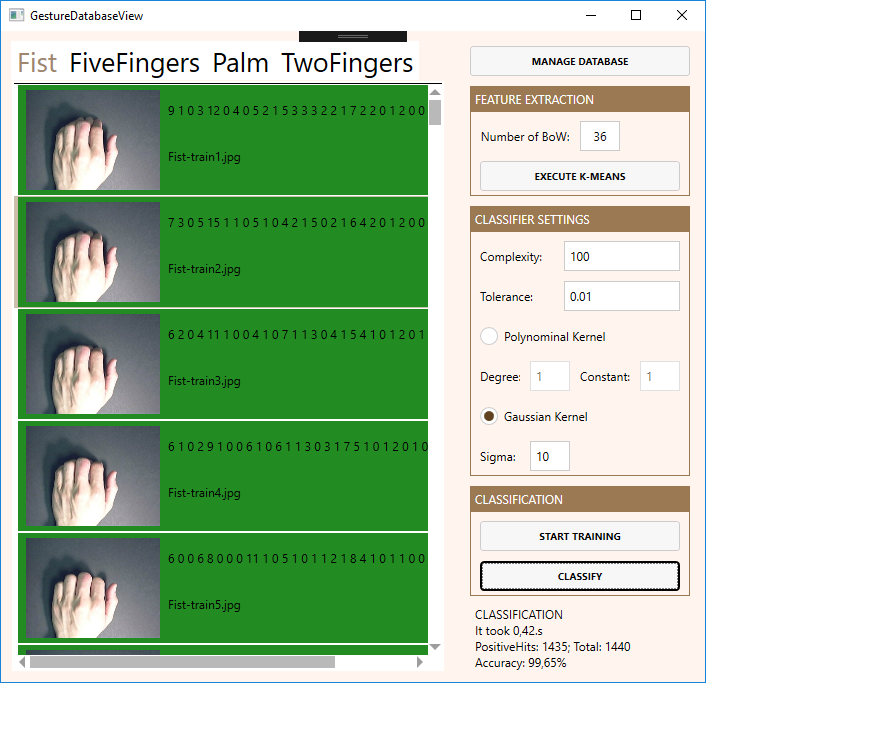 GestureDatabaseView
Fist FiveFingers Palm TwoFingers
9 1 0 3 12 0 4 0 5 2 1 5 3 3 3 2 2 1 7 2 2 0 1 2 0 0
Fist-train1.jpg
7 3 0 5 15 1 1 0 5 1 0 4 2 1 5 0 2 1 6 4 2 0 1 2 0 0
Fist-train2.jpg
6 2 0 4 11 1 0 0 4 1 0 7 1 1 3 0 4 1 5 4 1 0 1 2 0 1
Fist-train3.jpg
6 1 0 2 9 1 0 0 6 1 0 6 1 1 3 0 3 1 7 5 1 0 1 2 0 1 0
Fist-train4.jpg
6 0 0 6 8 0 0 0 11 1 0 5 1 0 1 1 2 1 8 4 1 0 1 1 0 0
Fist-train5.jpg
MANAGE DATABASE
FEATURE EXTRACTION
Number of BoW: 36
EXECUTE K-MEANS
CLASSIFIER SETTINGS
Complexity: 100
Tolerance: 0.01
Polynominal Kernel
Degree: 1 Constant: 1
Gaussian Kernel
Sigma: 10
CLASSIFICATION
START TRAINING
CLASSIFY
CLASSIFICATION
It took 0,42.s
PositiveHits: 1435; Total: 1440
Accuracy: 99,65%